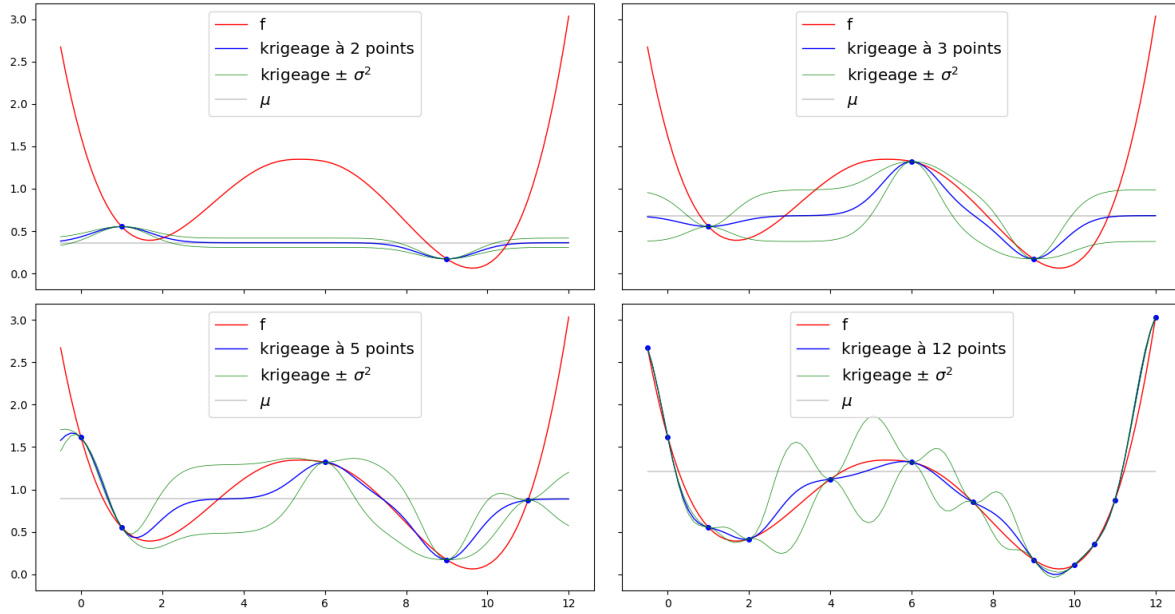 3.0
2.5
2.0
1.5
1.0
0.5
0.0
f
krigeage à 2 points
krigeage ± σ²
μ
f
krigeage à 3 points
krigeage ± σ²
μ
3.0
2.5
2.0
1.5
1.0
0.5
0.0
f
krigeage à 5 points
krigeage ± σ²
μ
0 2 4 6 8 10 12
f
krigeage à 12 points
krigeage ± σ²
μ
0 2 4 6 8 10 12